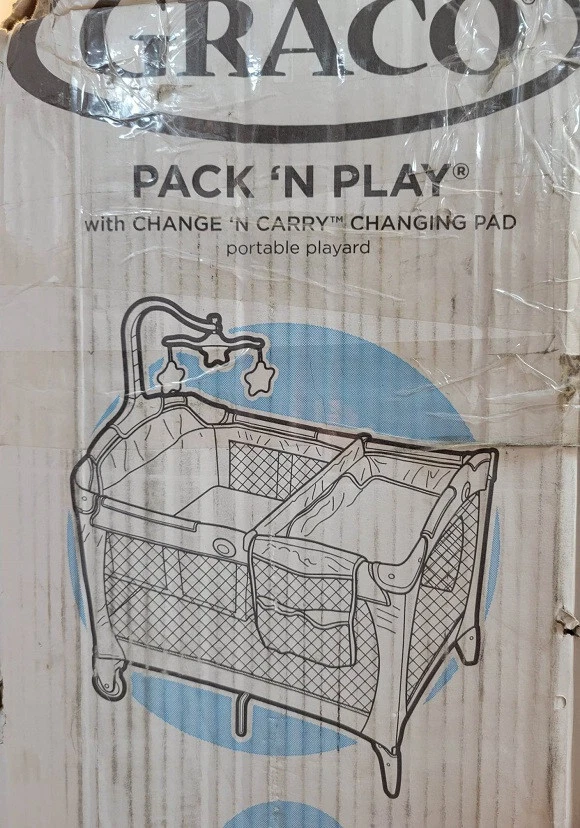 GRACO®
PACK 'N PLAY®
with CHANGE 'N CARRY™ CHANGING PAD
portable playard